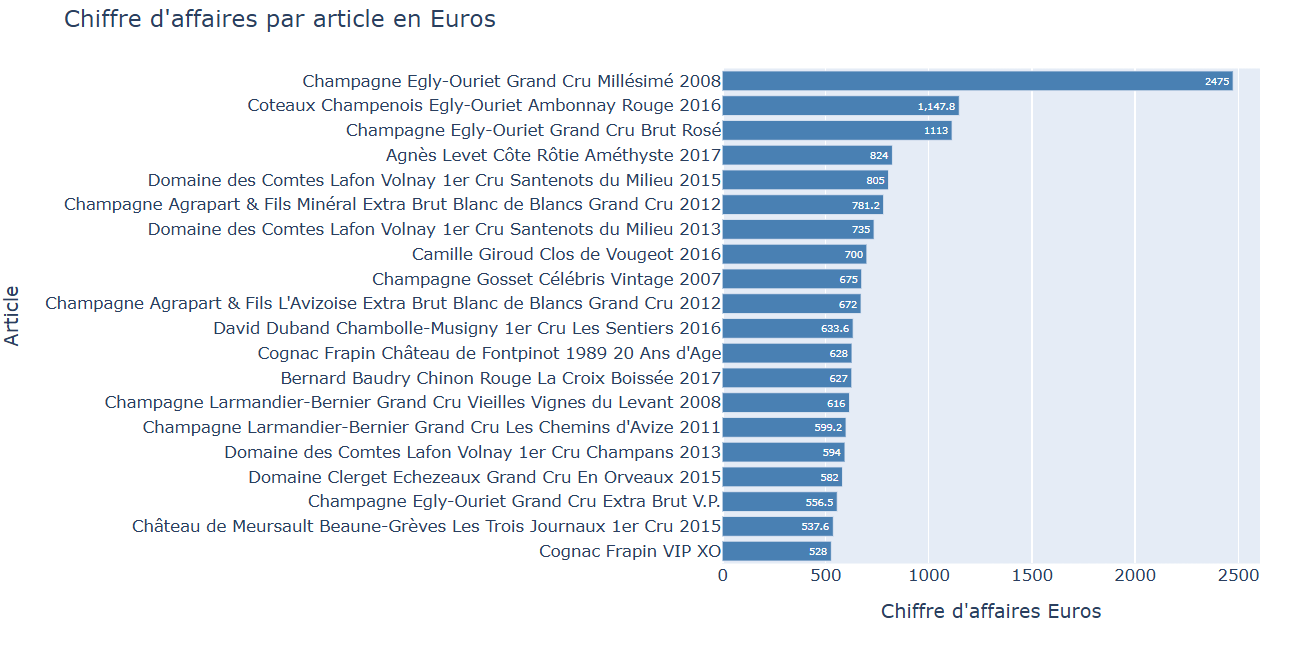 Chiffre d'affaires par article en Euros
Champagne Egly-Ouriet Grand Cru Millésimé 2008 2475
Coteaux Champenois Egly-Ouriet Ambonnay Rouge 2016 1,147.8
Champagne Egly-Ouriet Grand Cru Brut Rosé 1113
Agnès Levet Côte Rôtie Améthyste 2017 824
Domaine des Comtes Lafon Volnay 1er Cru Santenots du Milieu 2015 805
Champagne Agrapart & Fils Minéral Extra Brut Blanc de Blancs Grand Cru 2012 781.2
Domaine des Comtes Lafon Volnay 1er Cru Santenots du Milieu 2013 735
Camille Giroud Clos de Vougeot 2016 700
Champagne Gosset Célébris Vintage 2007 675
Champagne Agrapart & Fils L'Avizoise Extra Brut Blanc de Blancs Grand Cru 2012 672
David Duband Chambolle-Musigny 1er Cru Les Sentiers 2016 633.6
Cognac Frapin Château de Fontpinot 1989 20 Ans d'Age 628
Bernard Baudry Chinon Rouge La Croix Boissée 2017 627
Champagne Larmandier-Bernier Grand Cru Vieilles Vignes du Levant 2008 616
Champagne Larmandier-Bernier Grand Cru Les Chemins d'Avize 2011 599.2
Domaine des Comtes Lafon Volnay 1er Cru Champans 2013 594
Domaine Clerget Echezeaux Grand Cru En Orveaux 2015 582
Champagne Egly-Ouriet Grand Cru Extra Brut V.P. 556.5
Château de Meursault Beaune-Grèves Les Trois Journaux 1er Cru 2015 537.6
Cognac Frapin VIP XO 528
Article
0 500 1000 1500 2000 2500
Chiffre d'affaires Euros